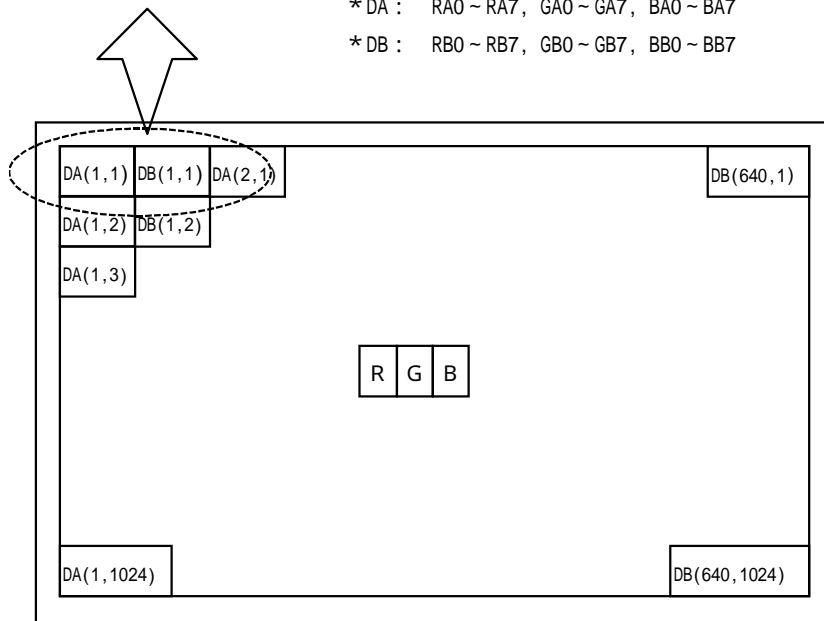 *DA : RA0~RA7, GA0~GA7, BA0~BA7
*DB : RB0~RB7, GB0~GB7, BB0~BB7
DA(1,1) DB(1,1) DA(2,1) DB(640,1)
DA(1,2) DB(1,2)
DA(1,3)
R G B
DA(1,1024) DB(640,1024)